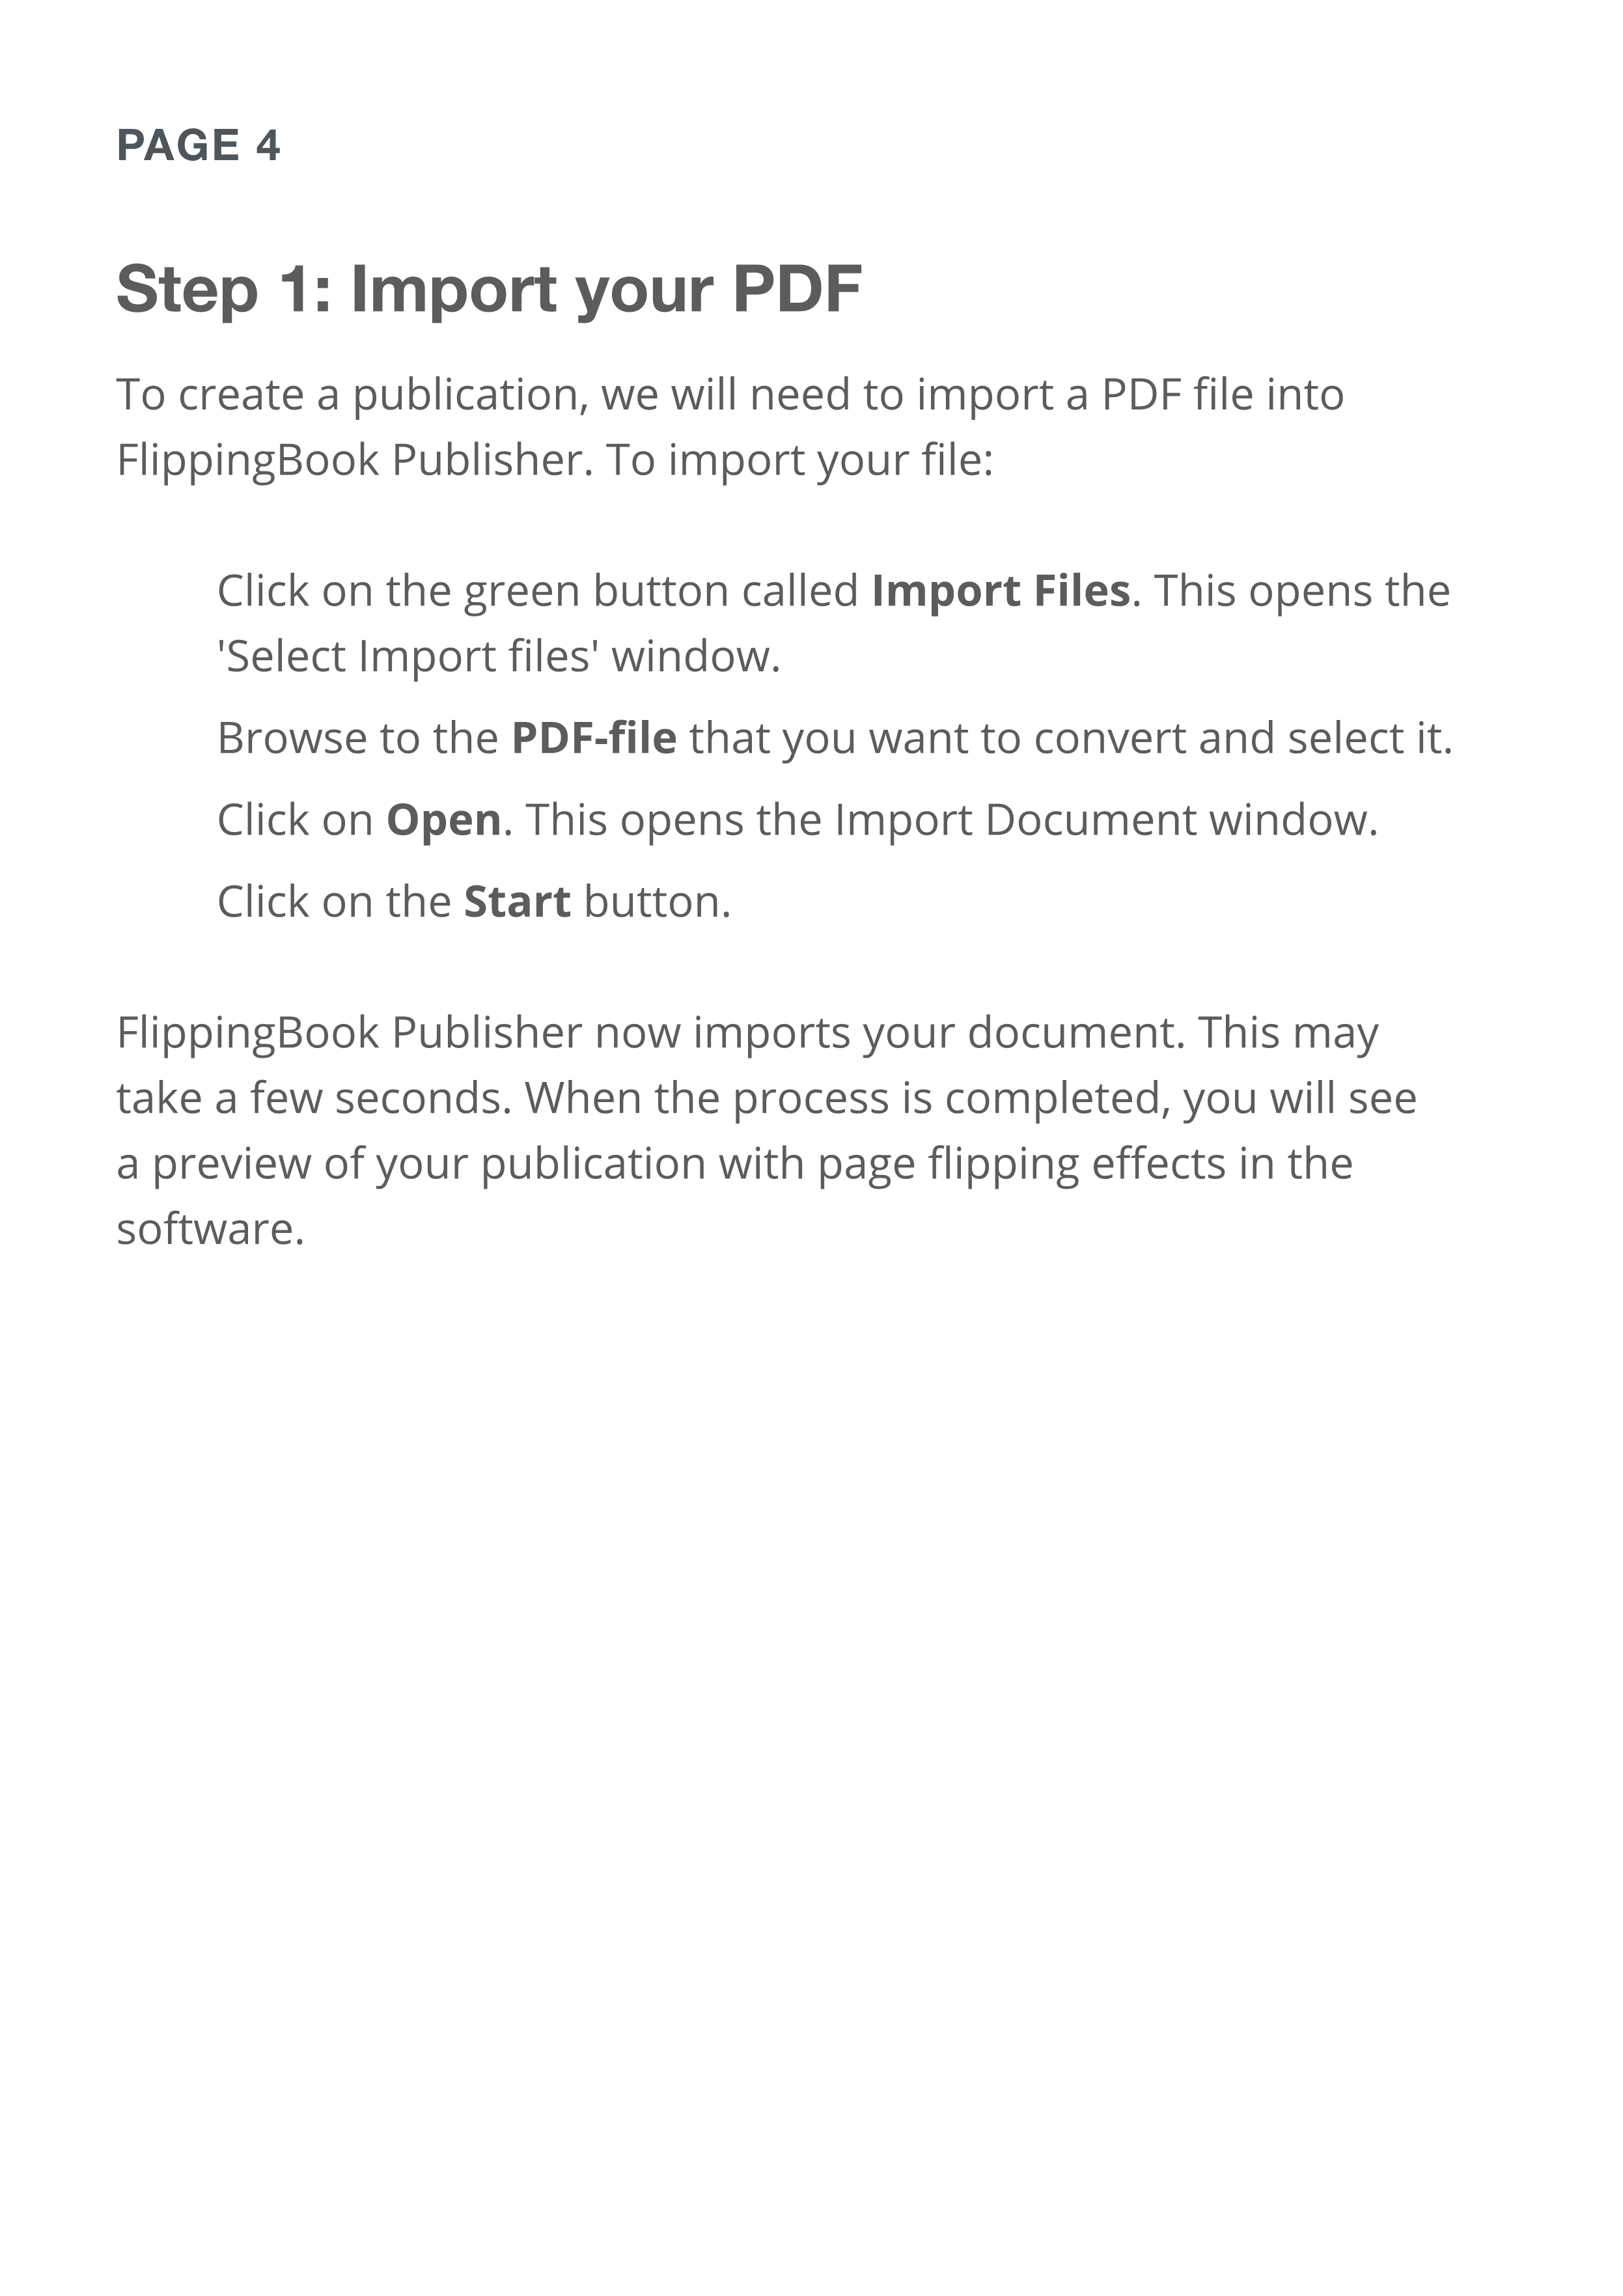 PAGE 4
Step 1: Import your PDF
To create a publication, we will need to import a PDF file into
FlippingBook Publisher. To import your file:
Click on the green button called Import Files. This opens the
'Select Import files' window.
Browse to the PDF-file that you want to convert and select it.
Click on Open. This opens the Import Document window.
Click on the Start button.
FlippingBook Publisher now imports your document. This may
take a few seconds. When the process is completed, you will see
a preview of your publication with page flipping effects in the
software.